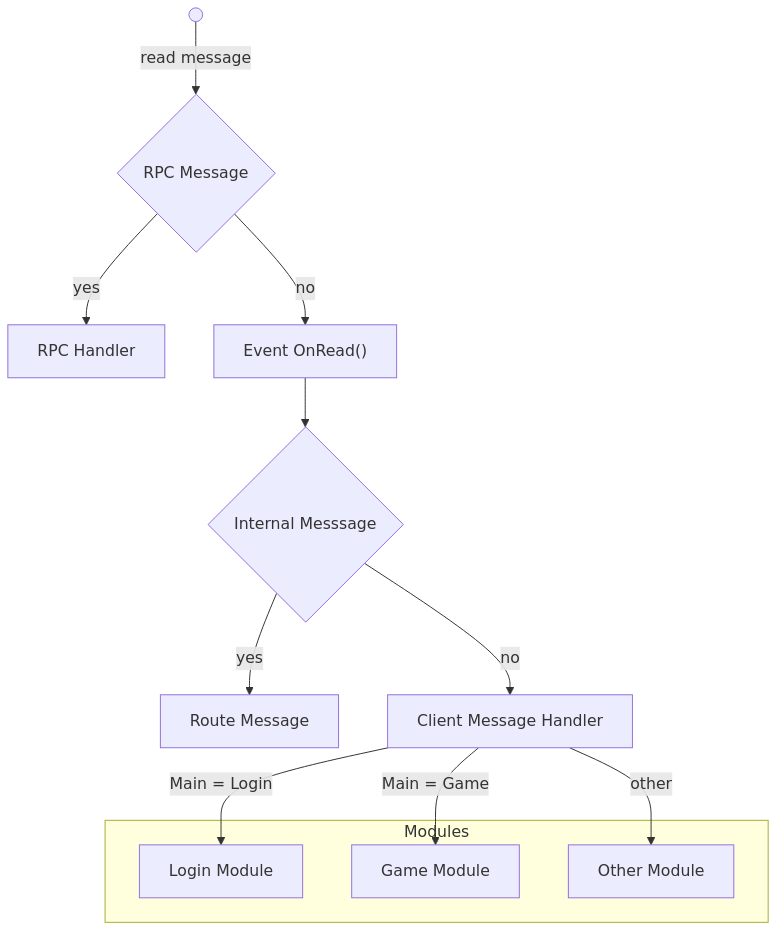 read message
RPC Message
yes
no
RPC Handler
Event OnRead()
Internal Messsage
yes
no
Route Message
Client Message Handler
Main = Login
Main = Game
other
Modules
Login Module
Game Module
Other Module